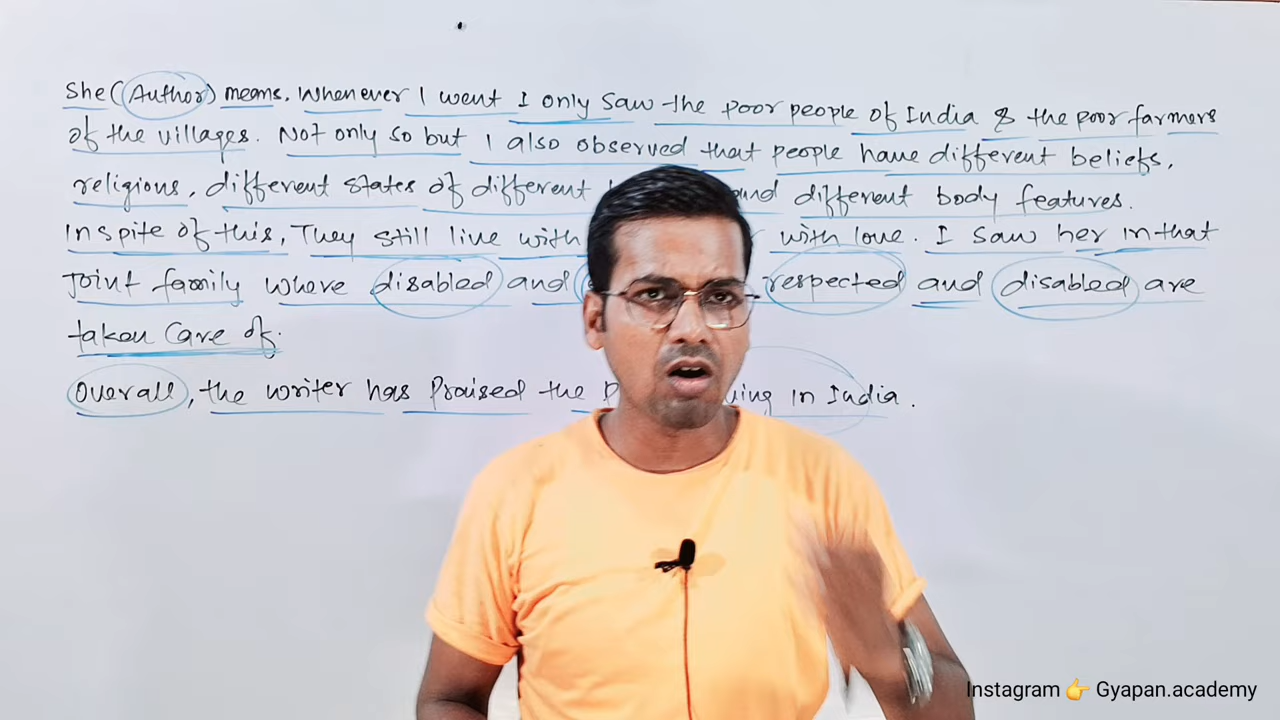 She (Author) means. Whenever I went I only saw the poor people of India & the poor farmers
of the villages. Not only so but I also observed that people have different beliefs,
religious, different states of different and different body features.
Inspite of this, They still live with with love. I saw her in that
Joint family where disabled and respected and disabled are
taken care of.
Overall, the writer has Praised the in India.
Instagram 👉 Gyapan.academy